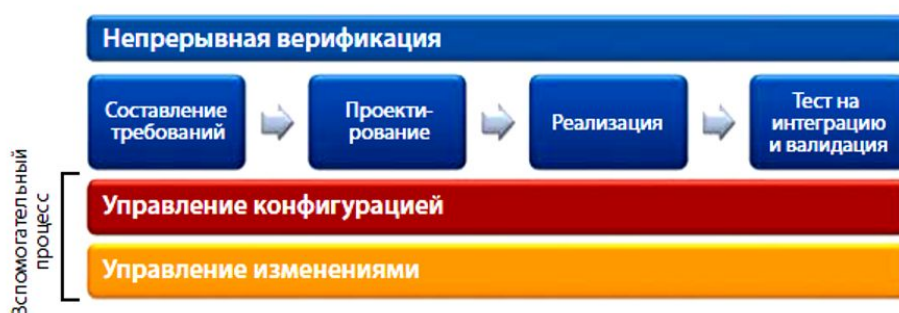 Непрерывная верификация
Составление
требований
Проекти-
рование
Реализация
Тест на
интеграцию
и валидация
Вспомогательный
процесс
Управление конфигурацией
Управление изменениями